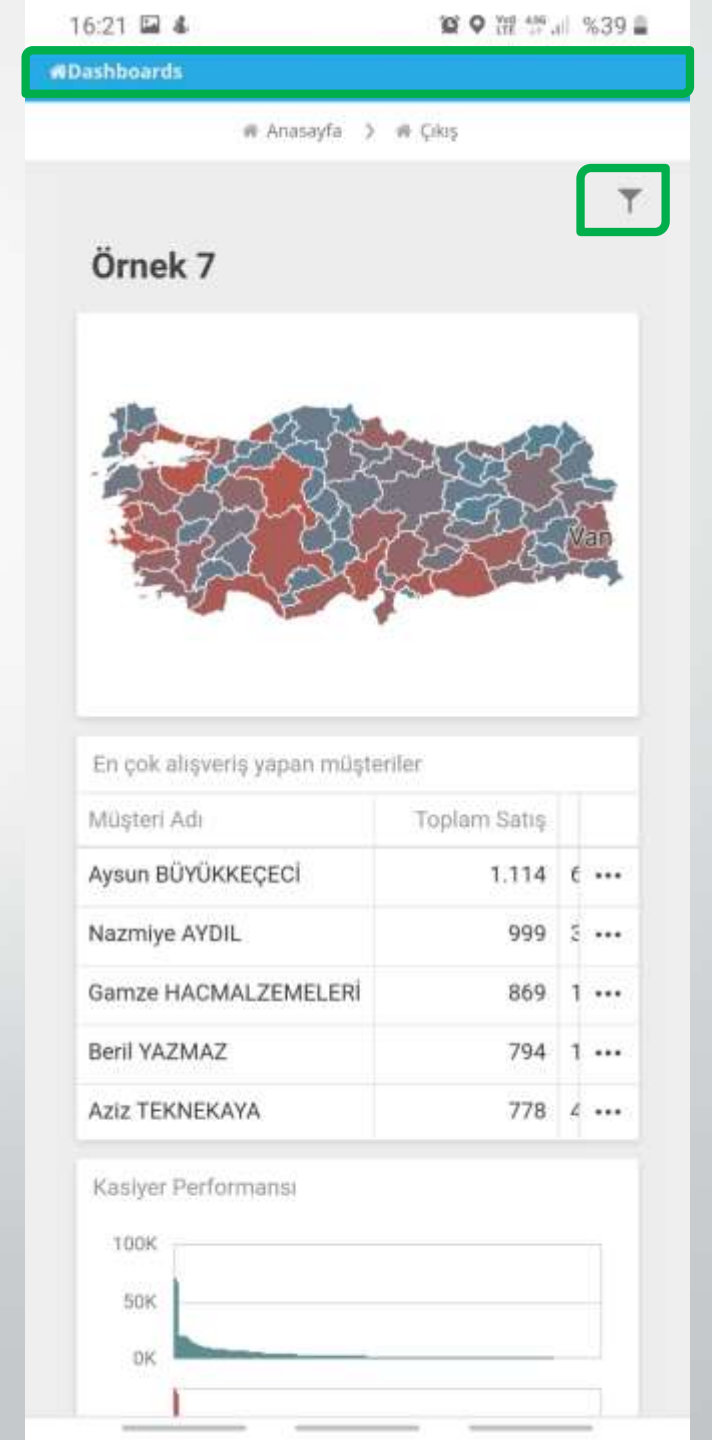 16:21 %39
Dashboards
Anasayfa > Çıkış
Örnek 7
Van
En çok alışveriş yapan müşteriler
Müşteri Adı Toplam Satış
Aysun BÜYÜKKEÇECİ 1.114
Nazmiye AYDIL 999
Gamze HACMALZEMELERİ 869
Beril YAZMAZ 794
Aziz TEKNEKAYA 778
Kasiyer Performansı
100K
50K
0K